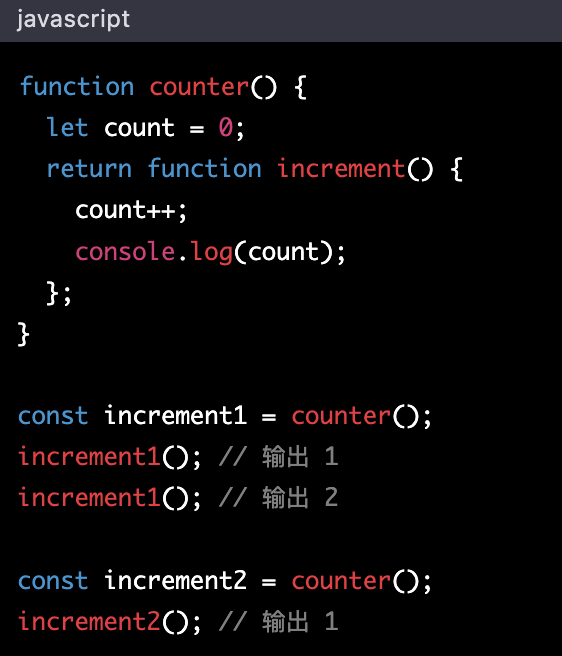 javascript
function counter() {
  let count = 0;
  return function increment() {
    count++;
    console.log(count);
  };
}
const increment1 = counter();
increment1(); // 输出 1
increment1(); // 输出 2
const increment2 = counter();
increment2(); // 输出 1